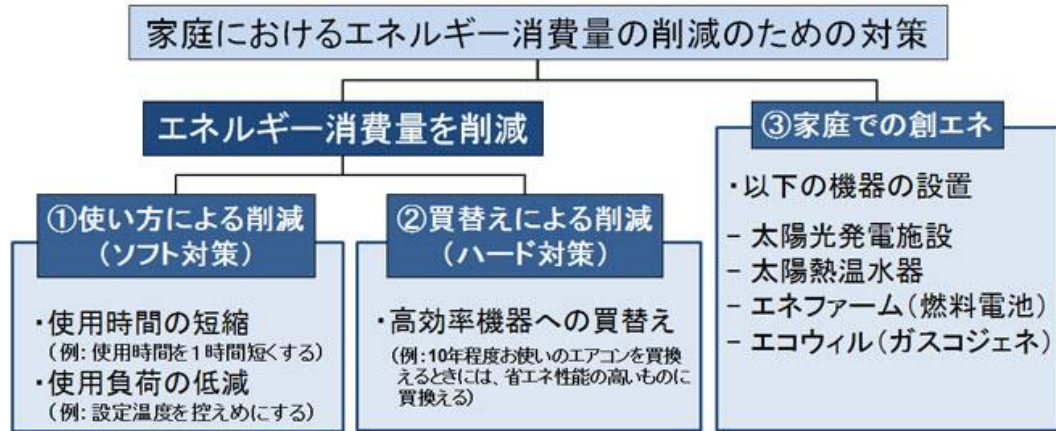 家庭におけるエネルギー消費量の削減のための対策
エネルギー消費量を削減
①使い方による削減
（ソフト対策）
・使用時間の短縮
（例：使用時間を１時間短くする）
・使用負荷の低減
（例：設定温度を控えめにする）
②買替えによる削減
（ハード対策）
・高効率機器への買替え
（例：10年程度お使いのエアコンを買換
えるときには、省エネ性能の高いものに
買換える）
③家庭での創エネ
・以下の機器の設置
− 太陽光発電施設
− 太陽熱温水器
− エネファーム（燃料電池）
− エコウィル（ガスコジェネ）